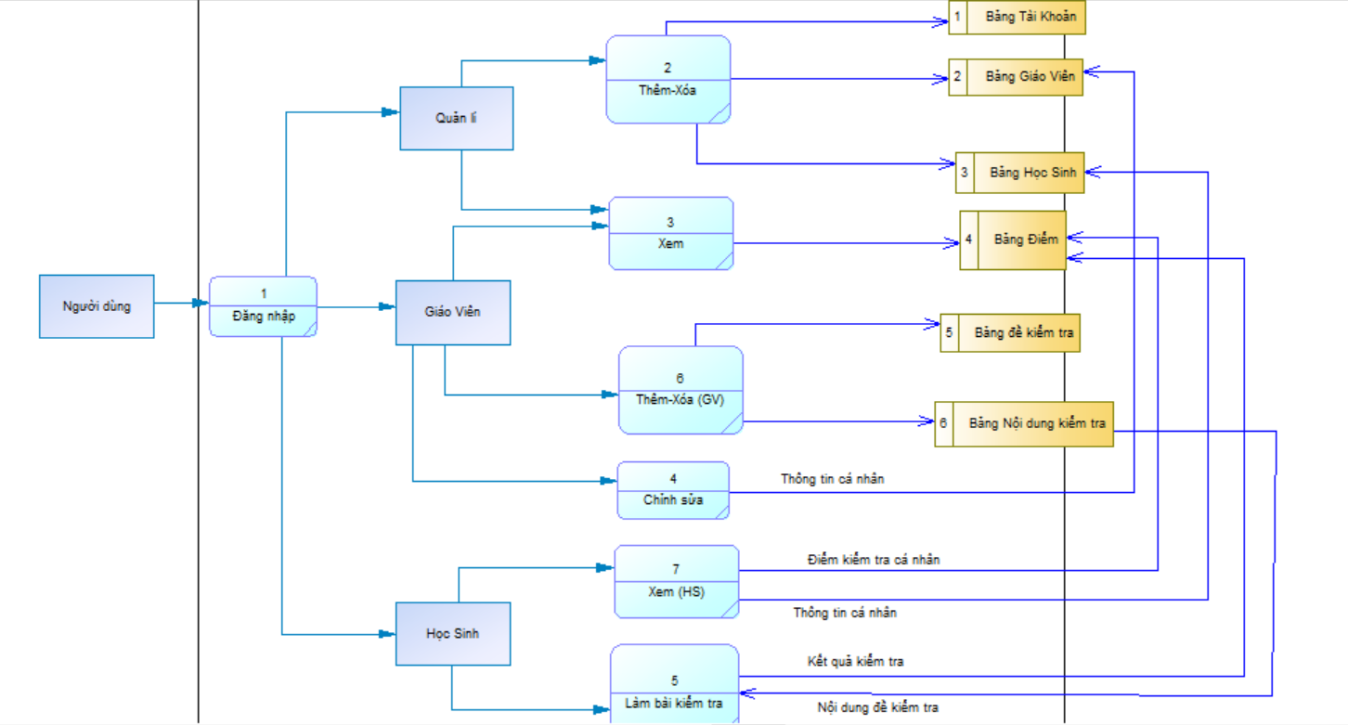 1 Bảng Tài Khoản
2
Thêm-Xóa
2 Bảng Giáo Viên
Quản lí
3 Bảng Học Sinh
3
Xem
4 Bảng Điểm
Người dùng
1
Đăng nhập
Giáo Viên
5 Bảng đề kiểm tra
6
Thêm-Xóa (GV)
6 Bảng Nội dung kiểm tra
4
Chỉnh sửa
Thông tin cá nhân
Điểm kiểm tra cá nhân
7
Xem (HS)
Thông tin cá nhân
Học Sinh
Kết quả kiểm tra
5
Làm bài kiểm tra
Nội dung đề kiểm tra